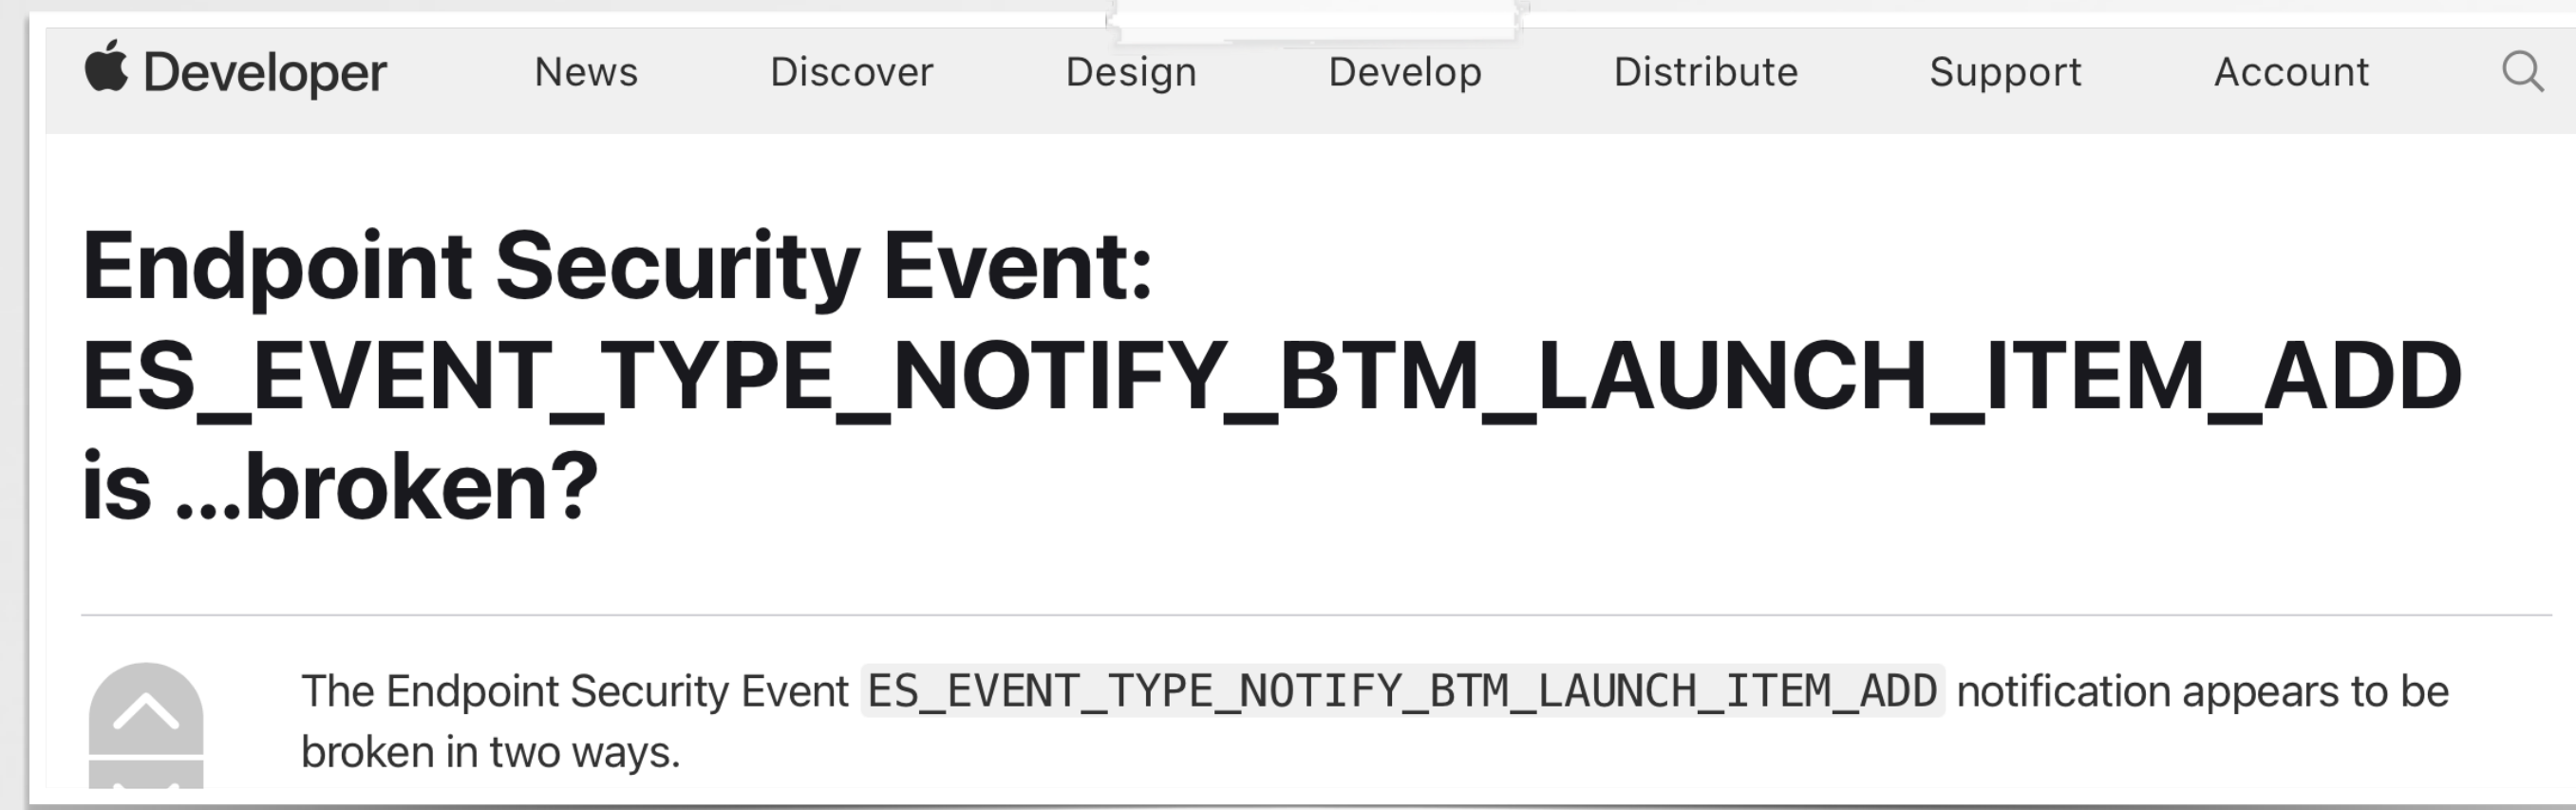 Developer News Discover Design Develop Distribute Support Account
Endpoint Security Event:
ES_EVENT_TYPE_NOTIFY_BTM_LAUNCH_ITEM_ADD
is ...broken?
The Endpoint Security Event ES_EVENT_TYPE_NOTIFY_BTM_LAUNCH_ITEM_ADD notification appears to be
broken in two ways.